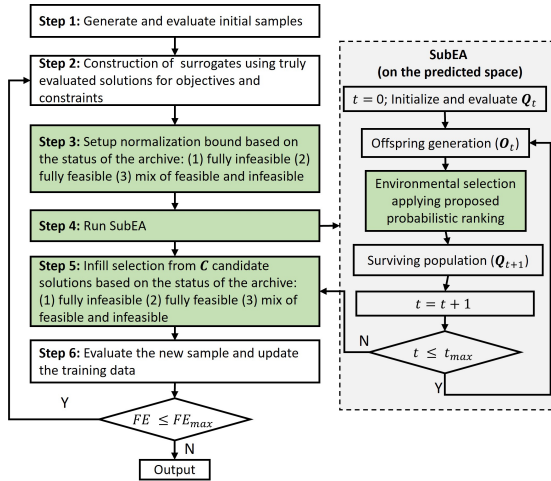 Step 1: Generate and evaluate initial samples
Step 2: Construction of surrogates using truly
evaluated solutions for objectives and
constraints
Step 3: Setup normalization bound based on
the status of the archive: (1) fully infeasible (2)
fully feasible (3) mix of feasible and infeasible
Step 4: Run SubEA
Step 5: Infill selection from C candidate
solutions based on the status of the archive:
(1) fully infeasible (2) fully feasible (3) mix of
feasible and infeasible
Step 6: Evaluate the new sample and update
the training data
Y
FE ≤ FE_max
N
Output
SubEA
(on the predicted space)
t = 0; Initialize and evaluate Q_t
Offspring generation (O_t)
Environmental selection
applying proposed
probabilistic ranking
Surviving population (Q_{t+1})
t = t + 1
N
t ≤ t_max
Y